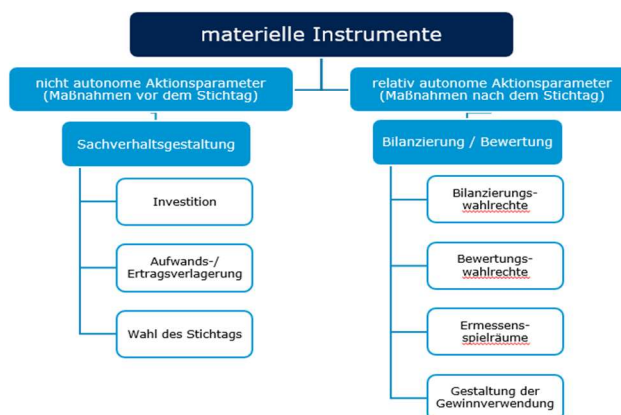 materielle Instrumente
nicht autonome Aktionsparameter
(Maßnahmen vor dem Stichtag)
relativ autonome Aktionsparameter
(Maßnahmen nach dem Stichtag)
Sachverhaltsgestaltung
Investition
Aufwands-/
Ertragsverlagerung
Wahl des Stichtags
Bilanzierung / Bewertung
Bilanzierungs-
wahlrechte
Bewertungs-
wahlrechte
Ermessens-
spielräume
Gestaltung der
Gewinnverwendung